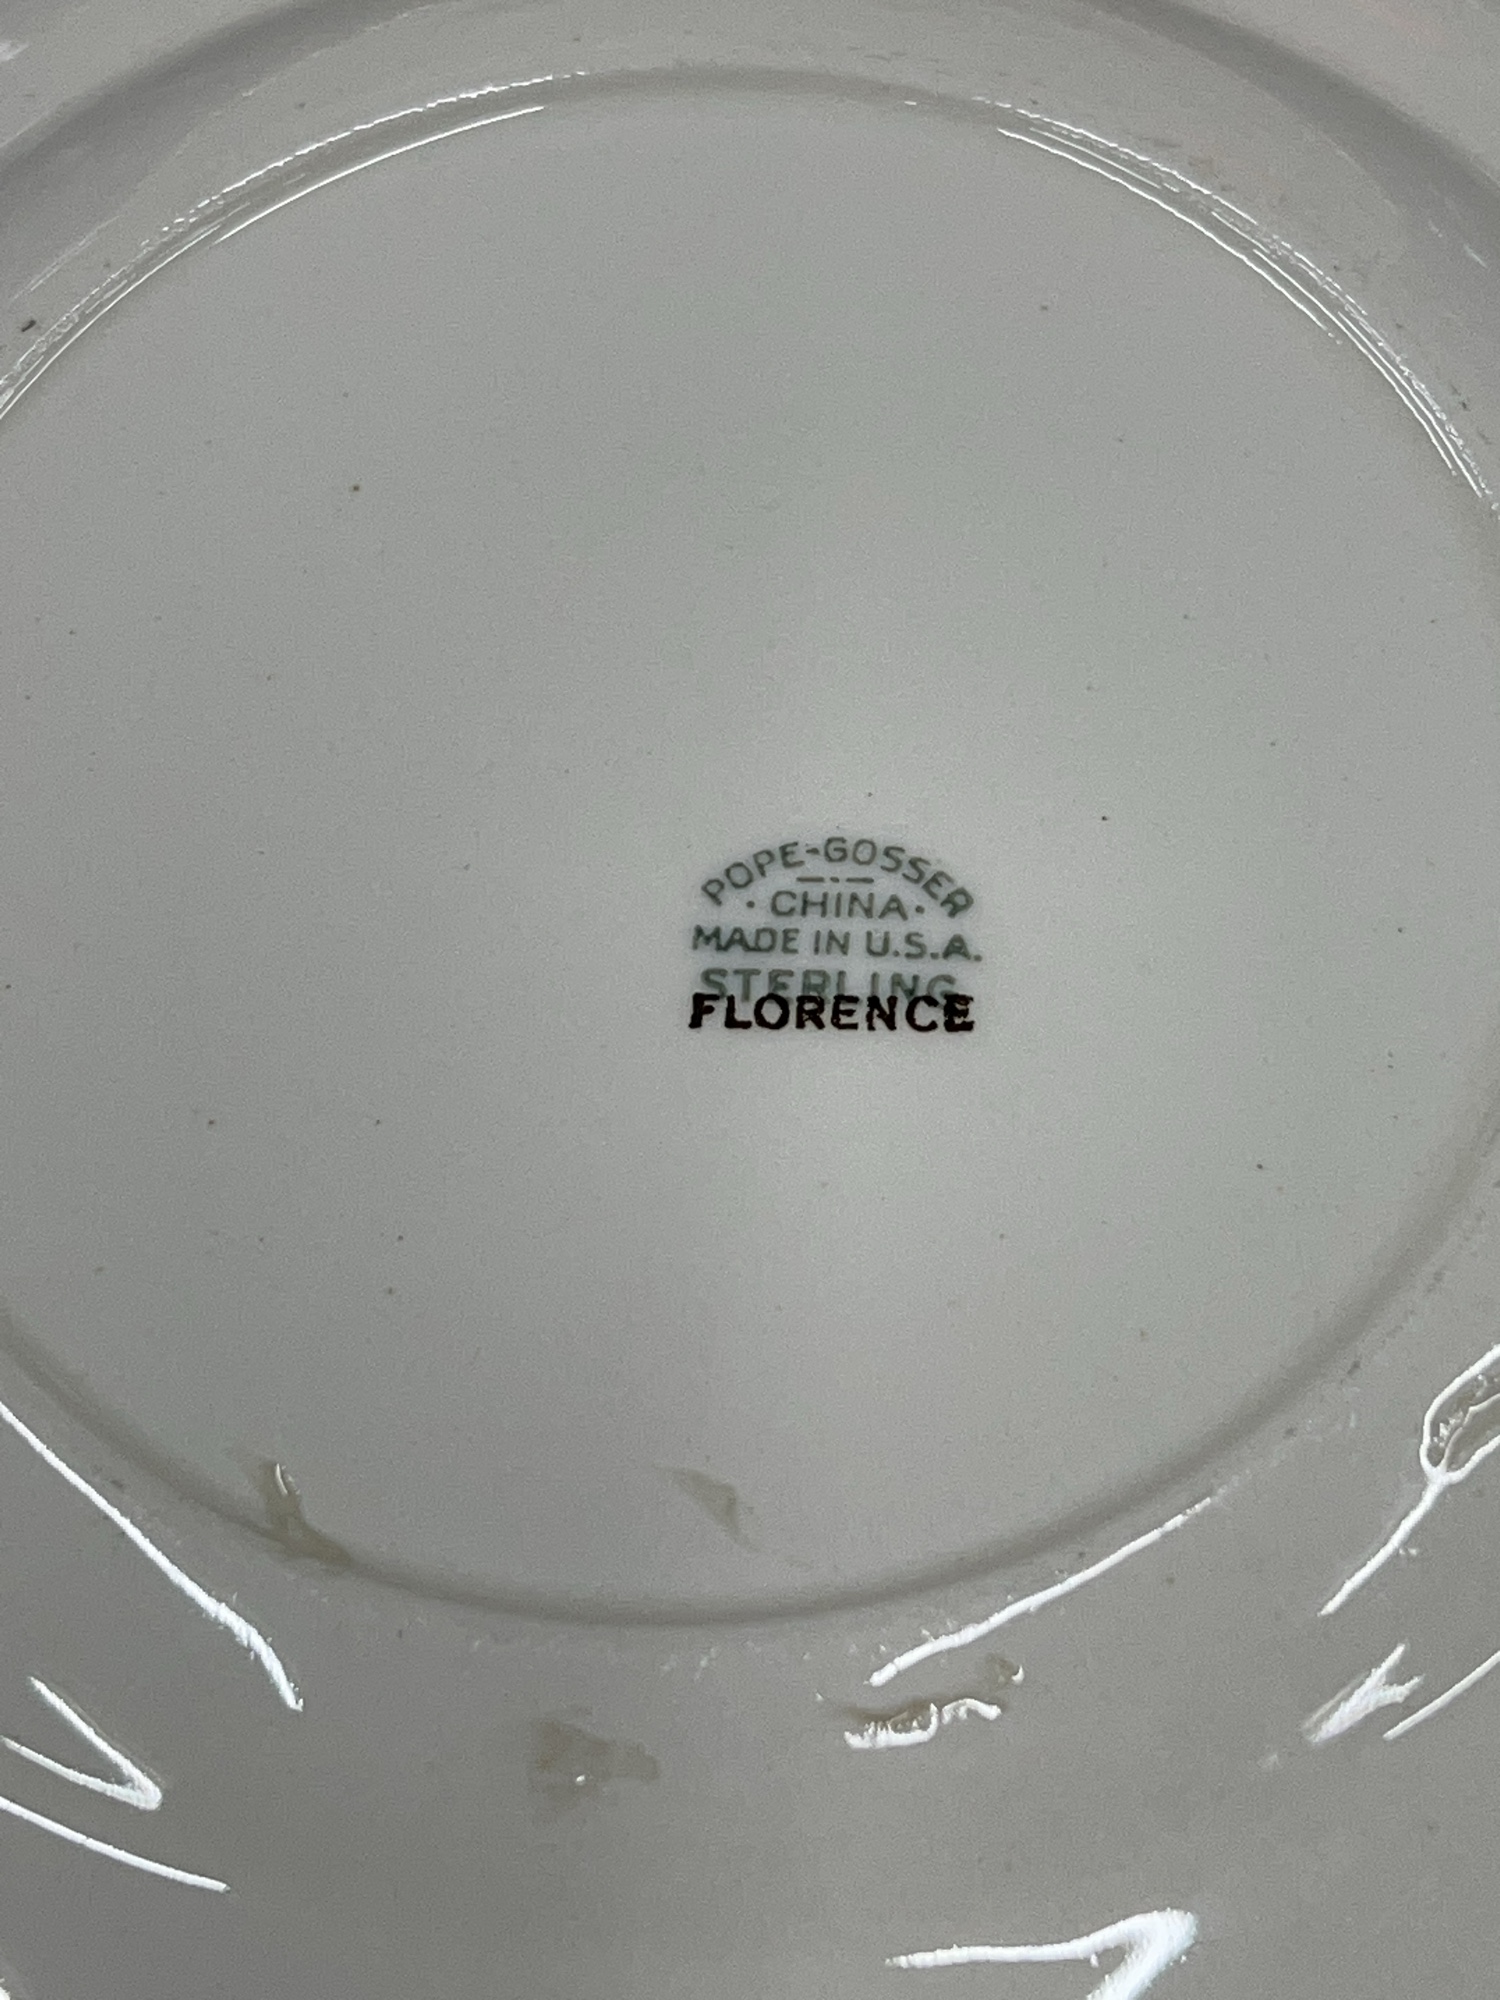 POPE-GOSSER
· CHINA ·
MADE IN U.S.A.
STERLING
FLORENCE